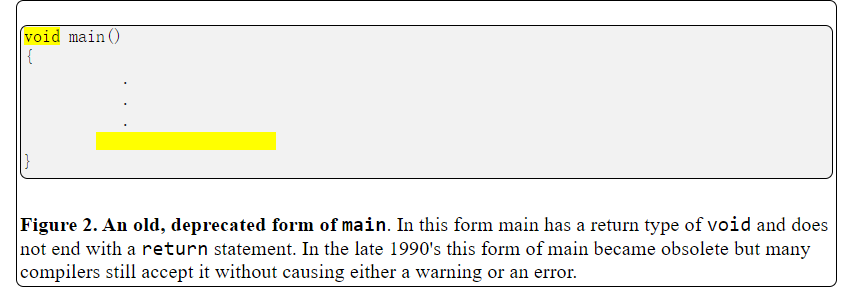 void main()
{
.
.
.
}
Figure 2. An old, deprecated form of main. In this form main has a return type of void and does
not end with a return statement. In the late 1990's this form of main became obsolete but many
compilers still accept it without causing either a warning or an error.